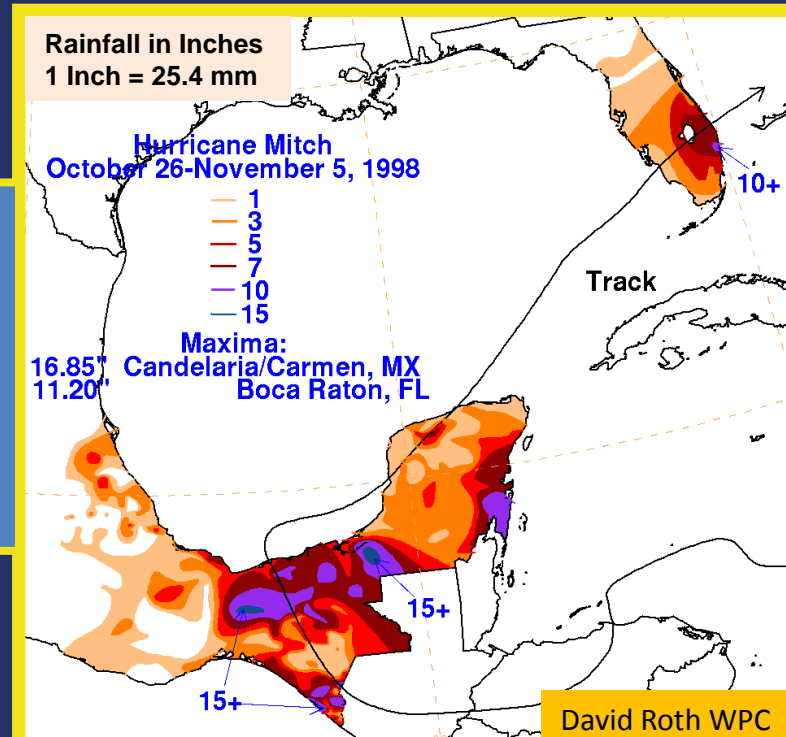 Rainfall in Inches
1 Inch = 25.4 mm
Hurricane Mitch
October 26-November 5, 1998
1
3
5
7
10
15
Maxima:
16.85" Candelaria/Carmen, MX
11.20" Boca Raton, FL
10+
Track
15+
15+
David Roth WPC